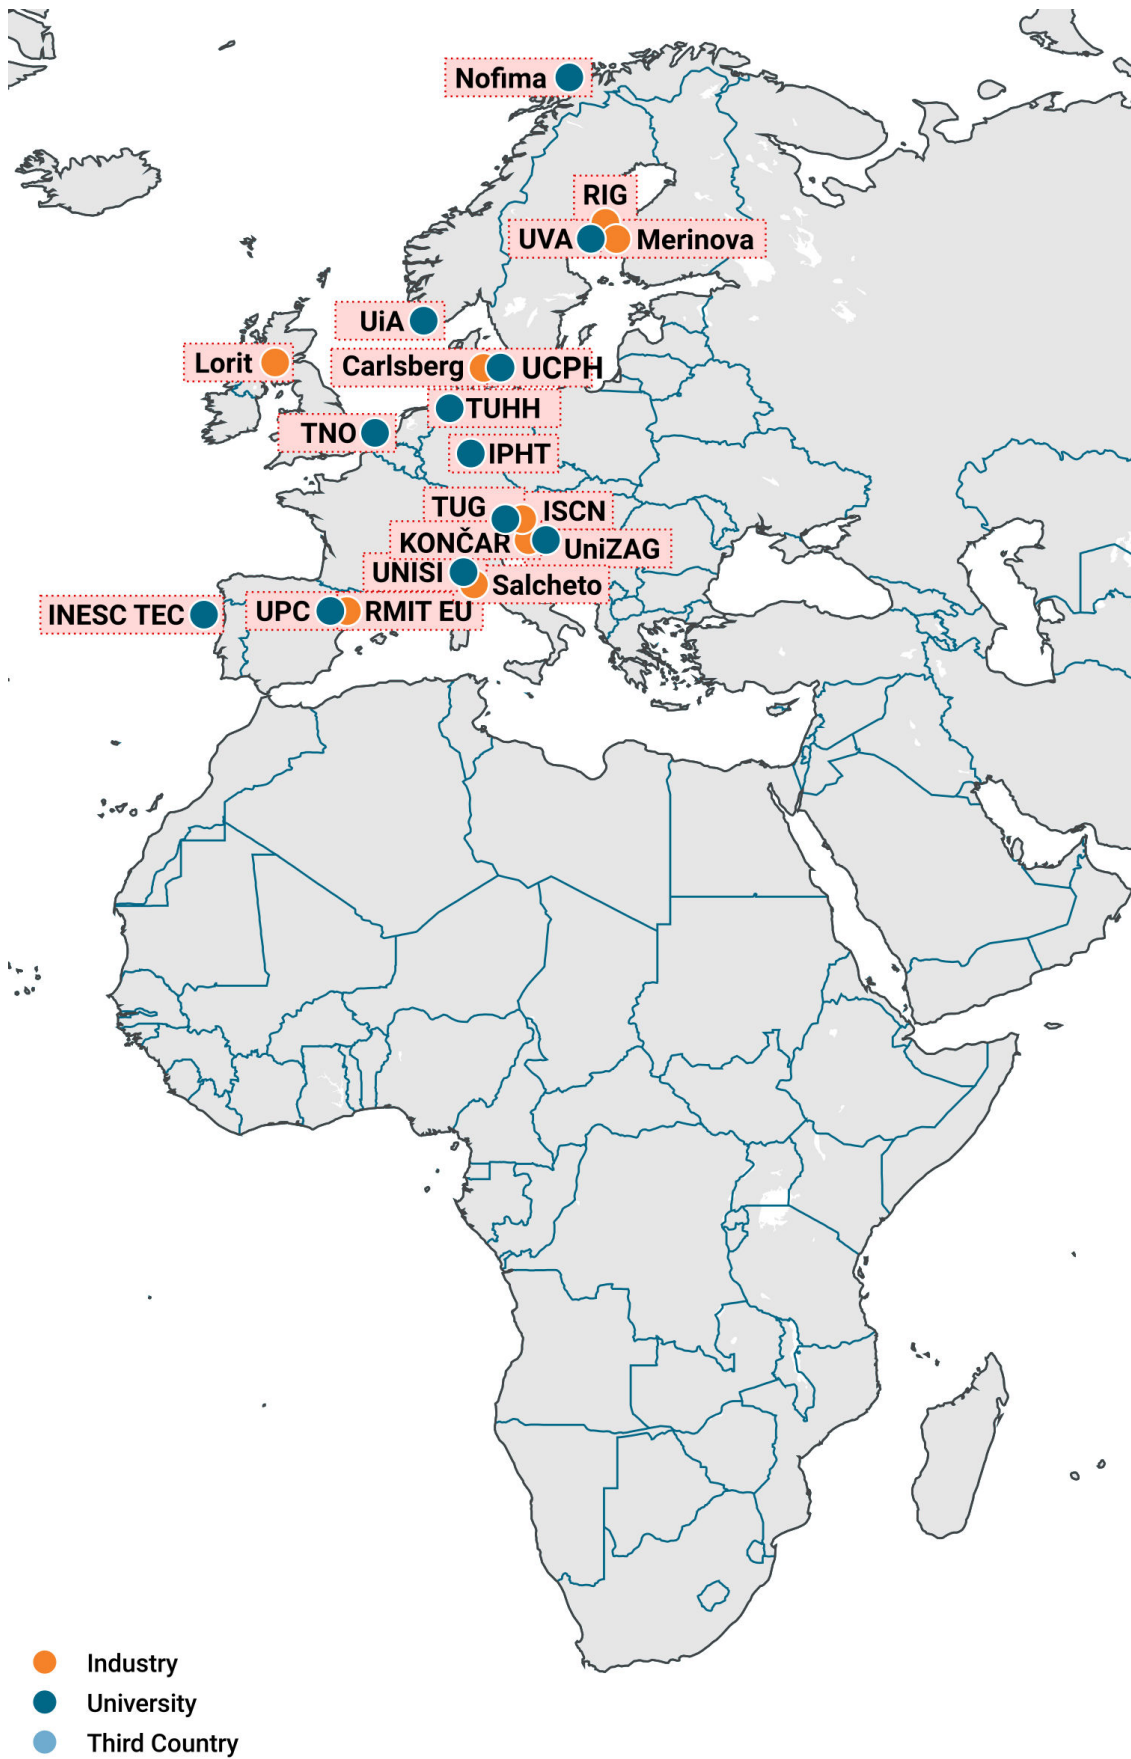 Nofima
RIG
UVA
Merinova
UiA
Lorit
Carlsberg
UCPH
TUHH
TNO
IPHT
TUG
ISCN
KONČAR
UniZAG
UNISI
Salcheto
INESC TEC
UPC
RMIT EU
Industry
University
Third Country